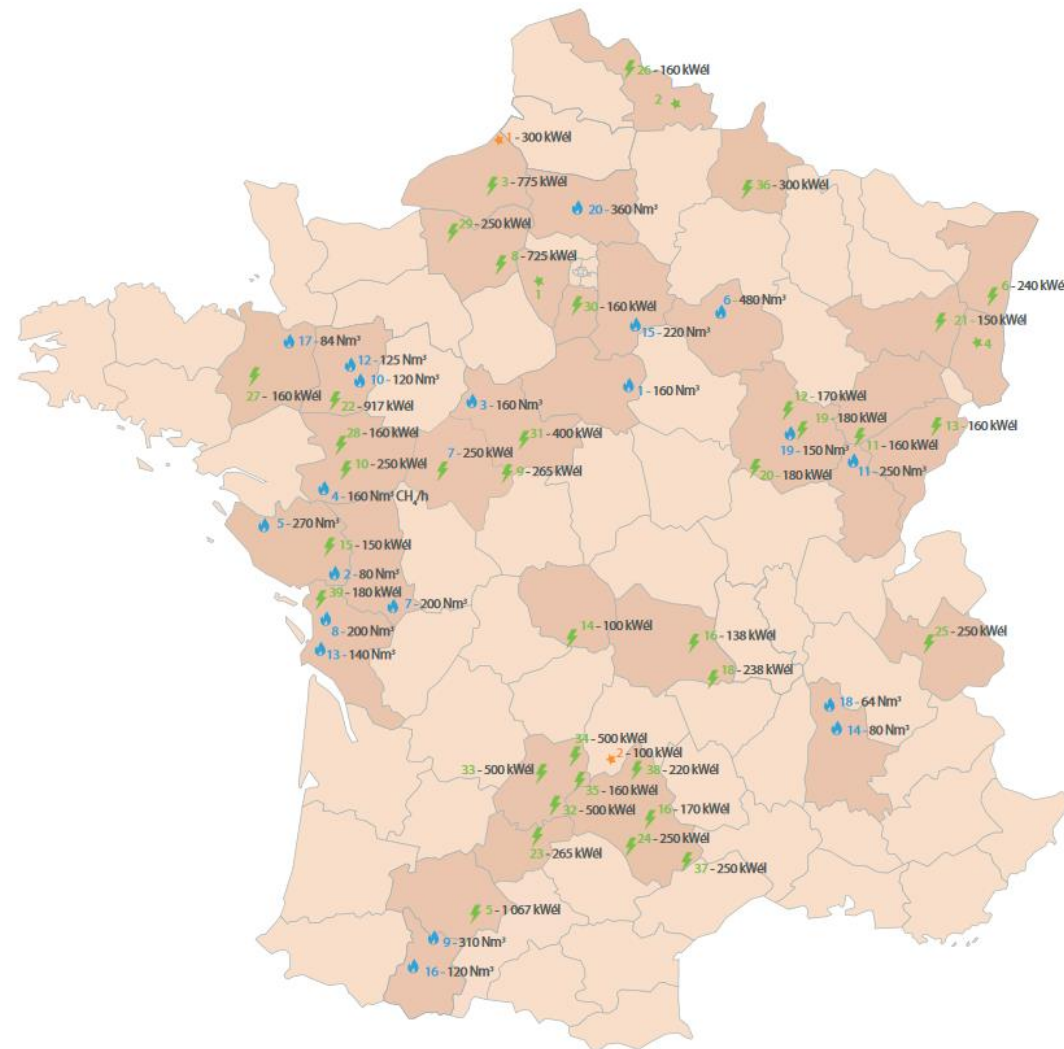 26 - 160 kWél
2
1 - 300 kWél
3 - 775 kWél
36 - 300 kWél
20 - 360 Nm³
29 - 250 kWél
8 - 725 kWél
1
6 - 240 kWél
30 - 160 kWél
6 - 480 Nm³
21 - 150 kWél
15 - 220 Nm³
4
17 - 84 Nm³
12 - 125 Nm³
10 - 120 Nm³
27 - 160 kWél
22 - 917 kWél
3 - 160 Nm³
1 - 160 Nm³
12 - 170 kWél
19 - 180 kWél
13 - 160 kWél
28 - 160 kWél
31 - 400 kWél
11 - 160 kWél
19 - 150 Nm³
7 - 250 kWél
10 - 250 kWél
9 - 265 kWél
20 - 180 kWél
11 - 250 Nm³
4 - 160 Nm³ CH₄/h
5 - 270 Nm³
15 - 150 kWél
2 - 80 Nm³
39 - 180 kWél
7 - 200 Nm³
8 - 200 Nm³
14 - 100 kWél
16 - 138 kWél
25 - 250 kWél
13 - 140 Nm³
18 - 238 kWél
18 - 64 Nm³
14 - 80 Nm³
34 - 500 kWél
2 - 100 kWél
33 - 500 kWél
38 - 220 kWél
35 - 160 kWél
32 - 500 kWél
16 - 170 kWél
24 - 250 kWél
23 - 265 kWél
37 - 250 kWél
5 - 1 067 kWél
9 - 310 Nm³
16 - 120 Nm³